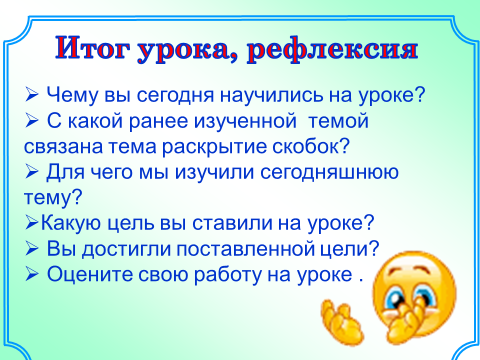 Итог урока, рефлексия
➢ Чему вы сегодня научились на уроке?
➢ С какой ранее изученной темой
связана тема раскрытие скобок?
➢ Для чего мы изучили сегодняшнюю
тему?
➢Какую цель вы ставили на уроке?
➢ Вы достигли поставленной цели?
➢ Оцените свою работу на уроке .